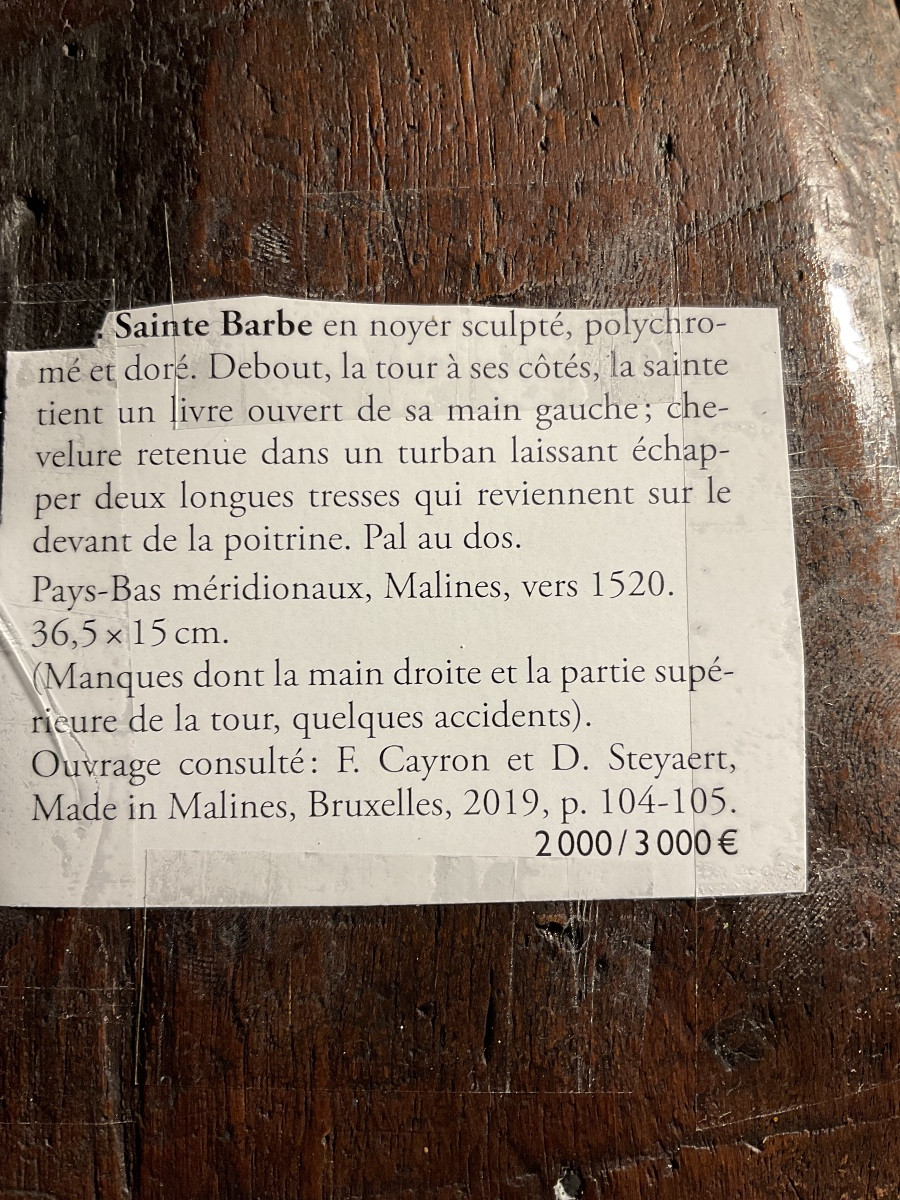 . Sainte Barbe en noyer sculpté, polychro-
mé et doré. Debout, la tour à ses côtés, la sainte
tient un livre ouvert de sa main gauche; che-
velure retenue dans un turban laissant échap-
per deux longues tresses qui reviennent sur le
devant de la poitrine. Pal au dos.
Pays-Bas méridionaux, Malines, vers 1520.
36,5 × 15 cm.
(Manques dont la main droite et la partie supé-
rieure de la tour, quelques accidents).
Ouvrage consulté: F. Cayron et D. Steyaert,
Made in Malines, Bruxelles, 2019, p. 104-105.
2 000 / 3 000 €